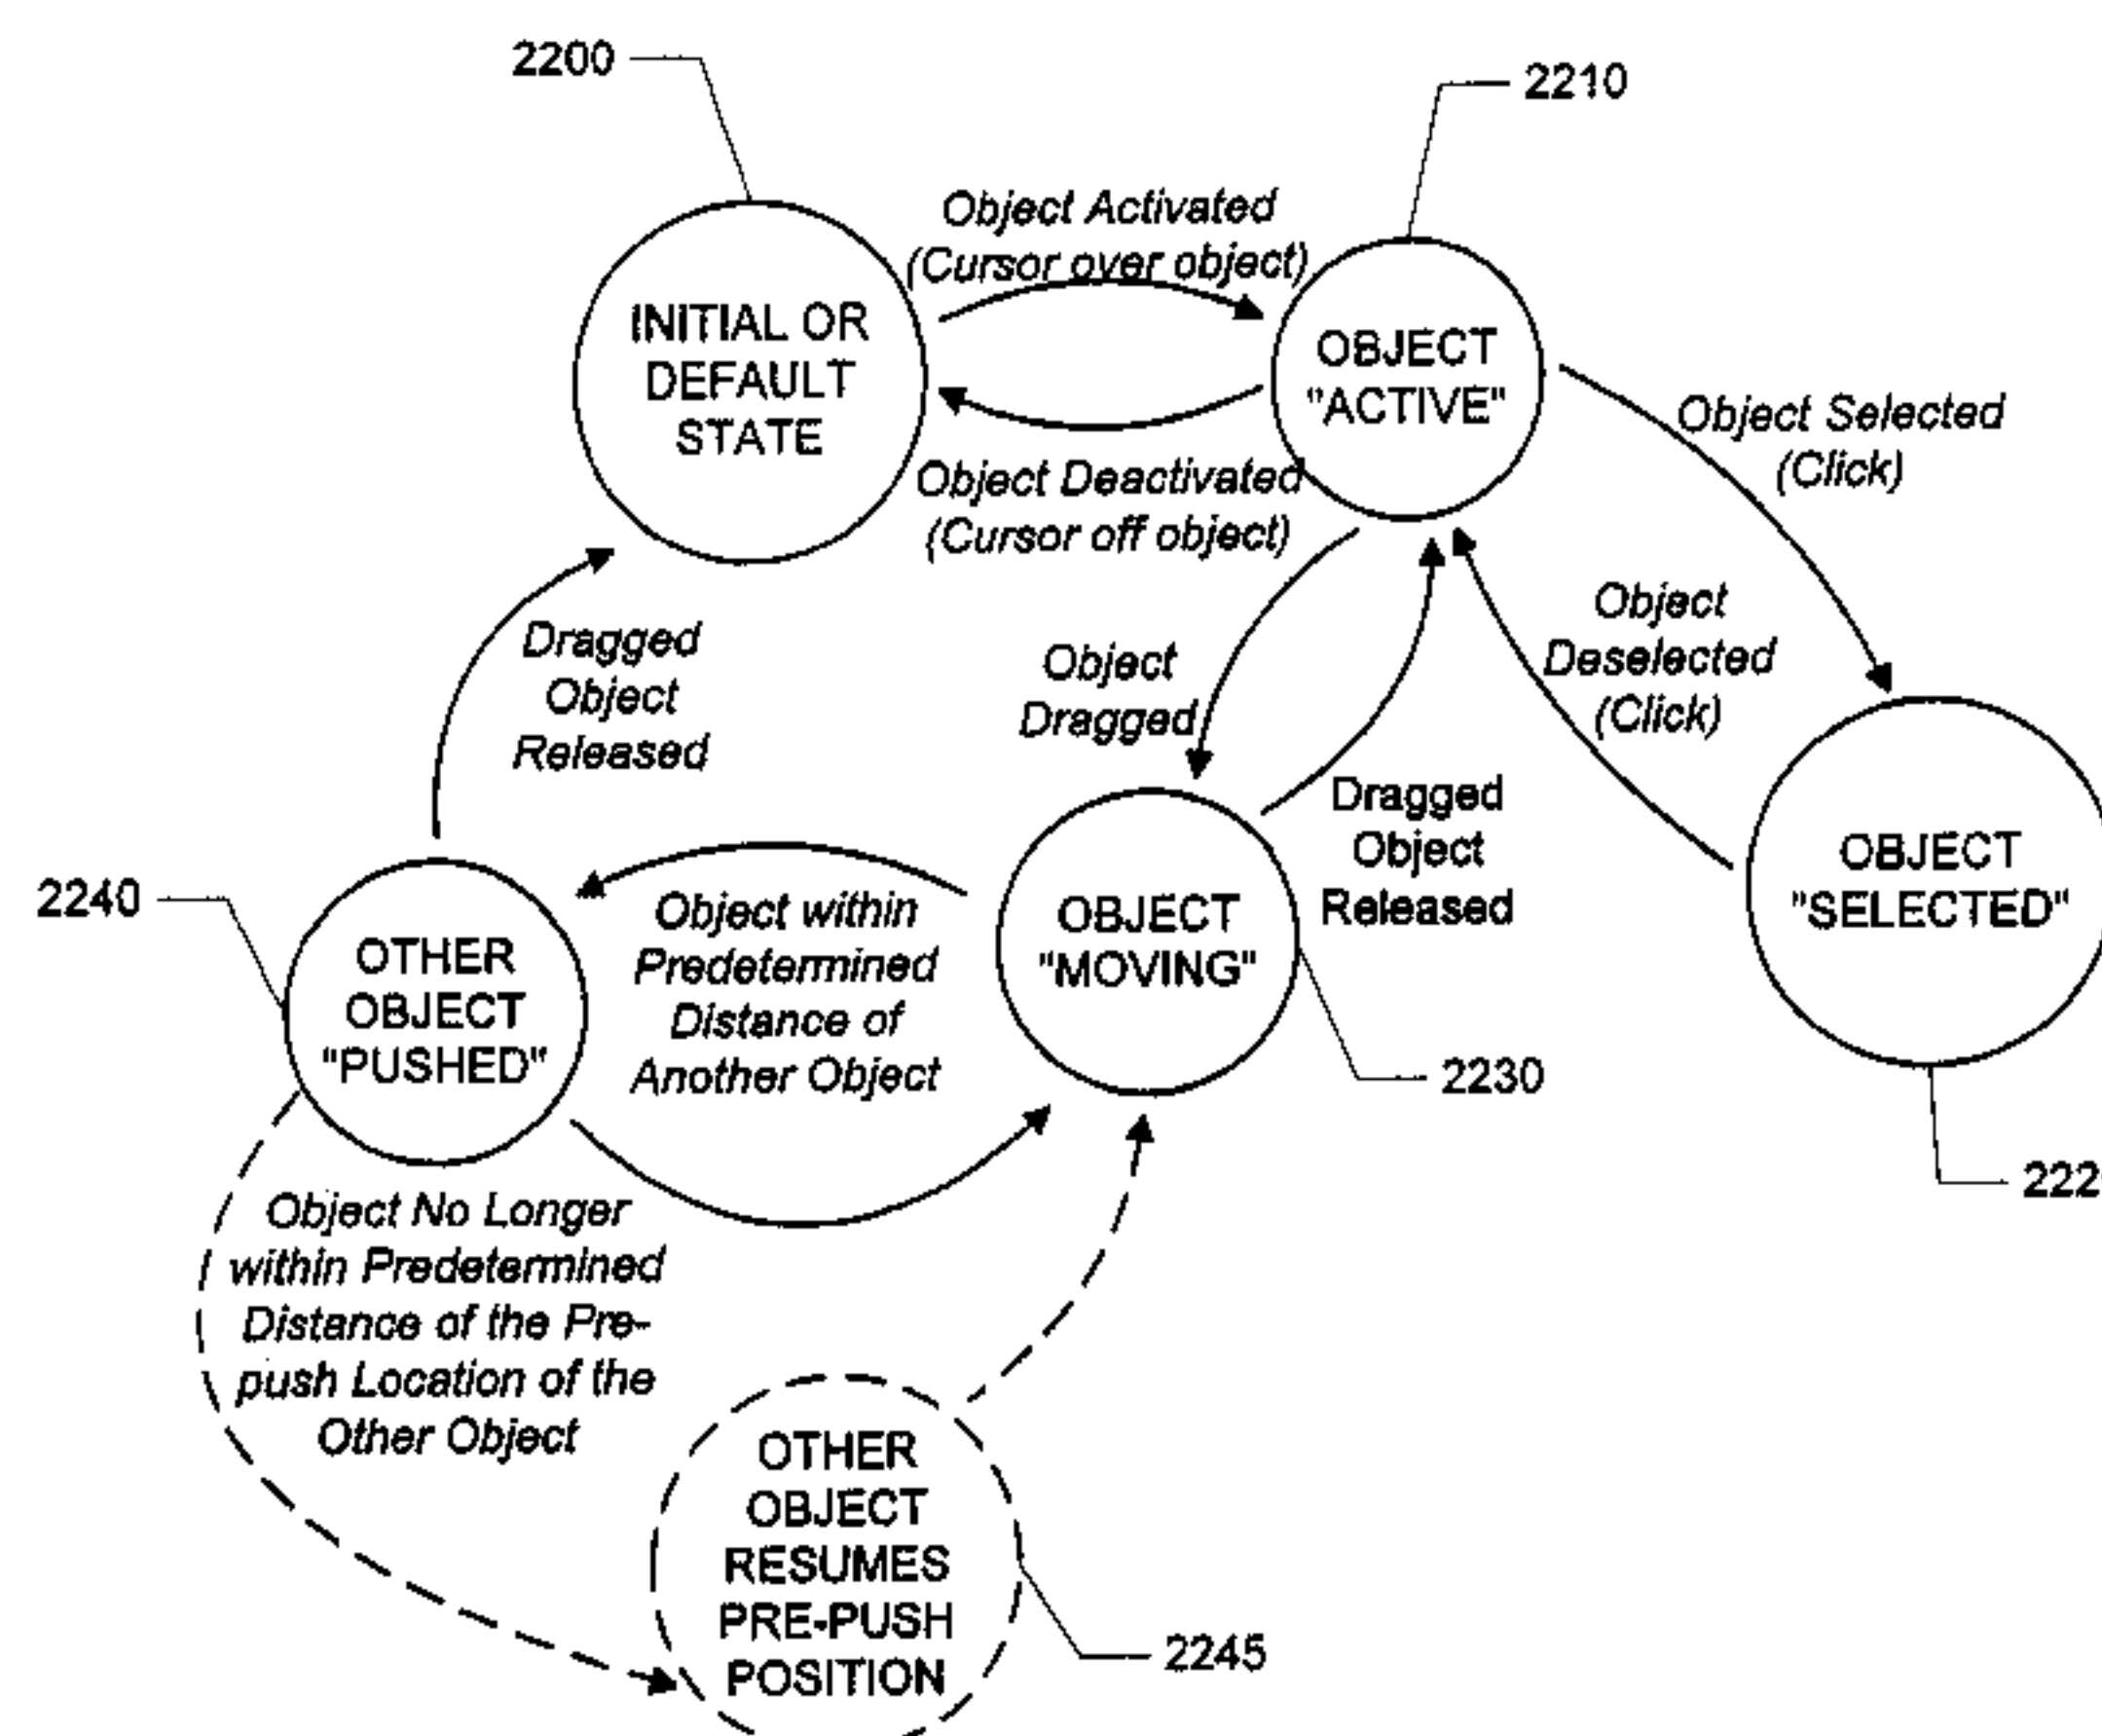 2200
2210
Object Activated
(Cursor over object)
INITIAL OR
DEFAULT
STATE
OBJECT
"ACTIVE"
Object Selected
(Click)
Object Deactivated
(Cursor off object)
Dragged
Object
Released
Object
Dragged
Object
Deselected
(Click)
Dragged
Object
Released
2240
OTHER
OBJECT
"PUSHED"
Object within
Predetermined
Distance of
Another Object
OBJECT
"MOVING"
OBJECT
"SELECTED"
2230
222
Object No Longer
within Predetermined
Distance of the Pre-
push Location of the
Other Object
OTHER
OBJECT
RESUMES
PRE-PUSH
POSITION
2245